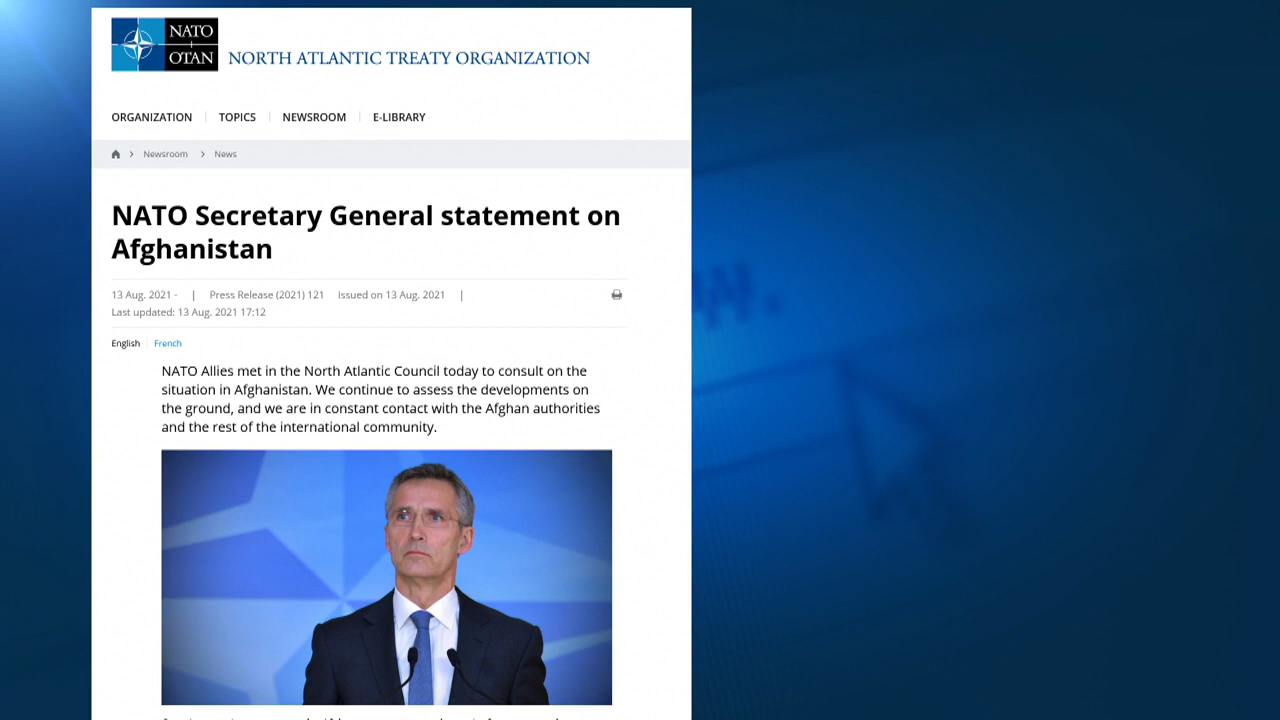 NATO
OTAN
NORTH ATLANTIC TREATY ORGANIZATION
ORGANIZATION | TOPICS | NEWSROOM | E-LIBRARY
Newsroom > News
NATO Secretary General statement on
Afghanistan
13 Aug. 2021 - | Press Release (2021) 121 Issued on 13 Aug. 2021 |
Last updated: 13 Aug. 2021 17:12
English | French
NATO Allies met in the North Atlantic Council today to consult on the
situation in Afghanistan. We continue to assess the developments on
the ground, and we are in constant contact with the Afghan authorities
and the rest of the international community.